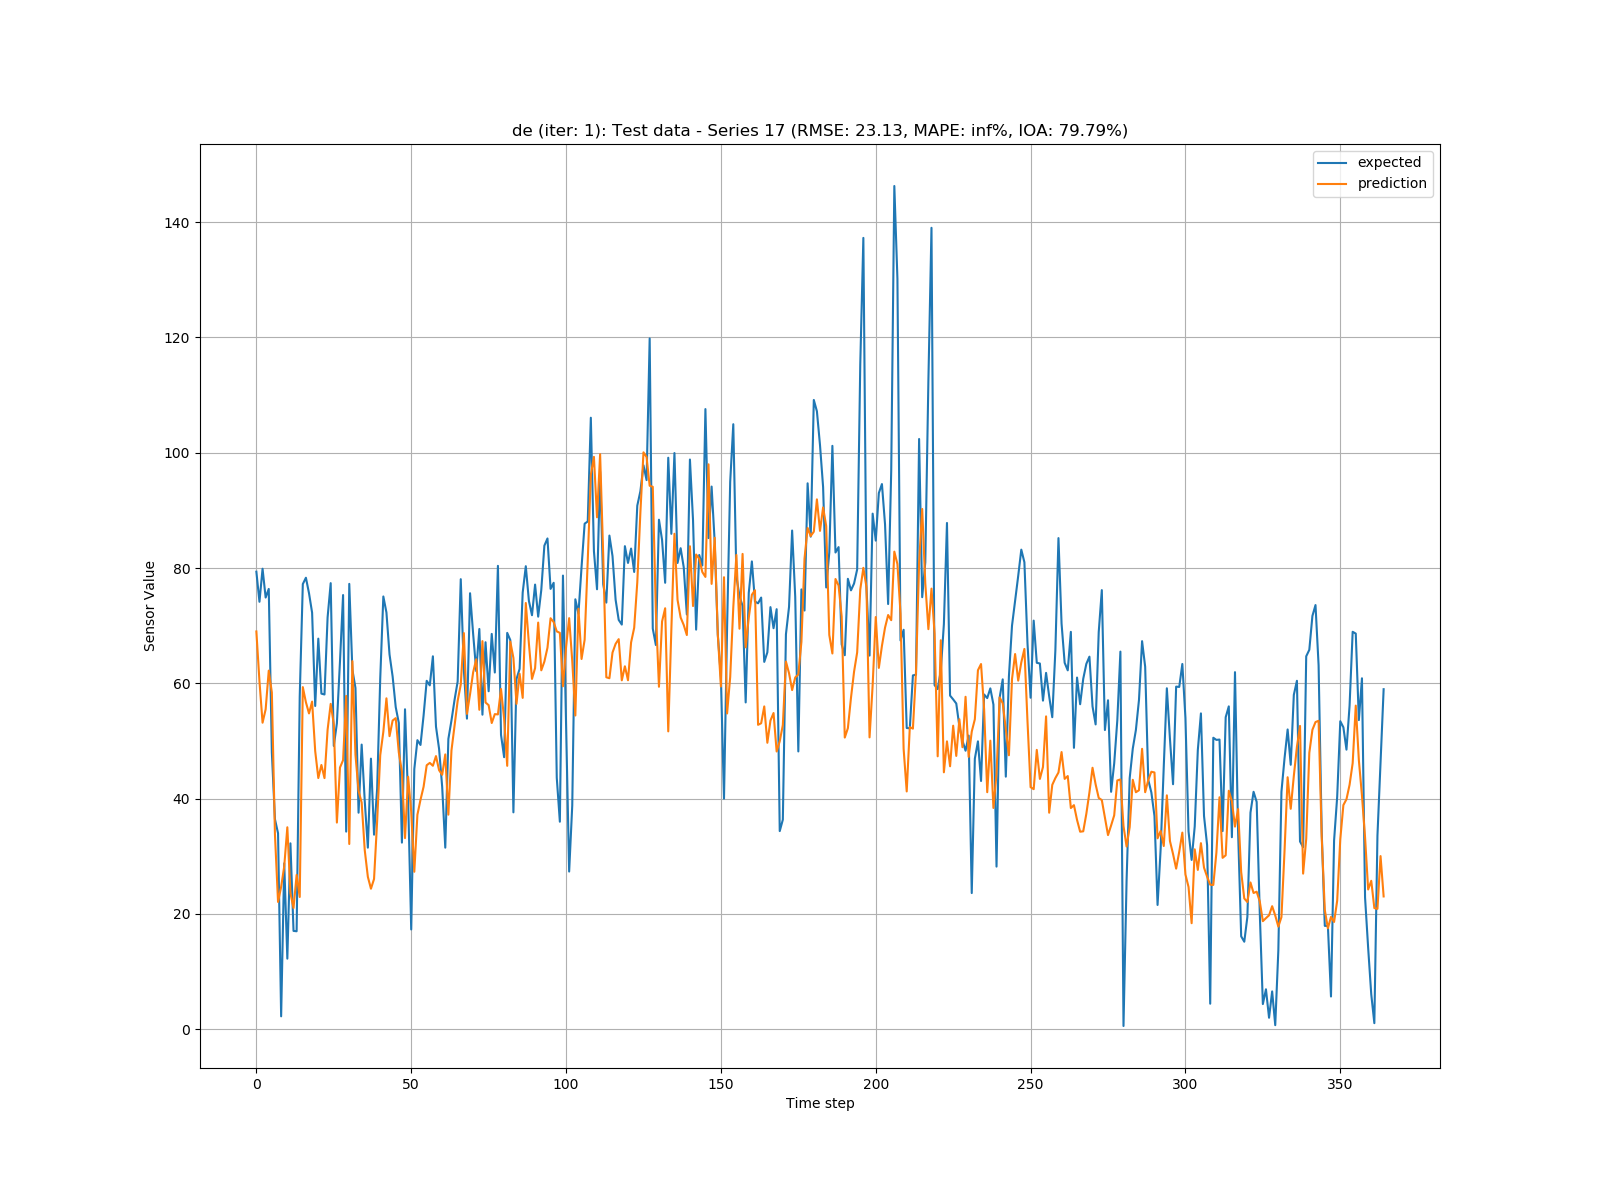 de (iter: 1): Test data - Series 17 (RMSE: 23.13, MAPE: inf%, IOA: 79.79%)
expected
prediction
140
120
100
80
60
40
20
0
Sensor Value
0 50 100 150 200 250 300 350
Time step